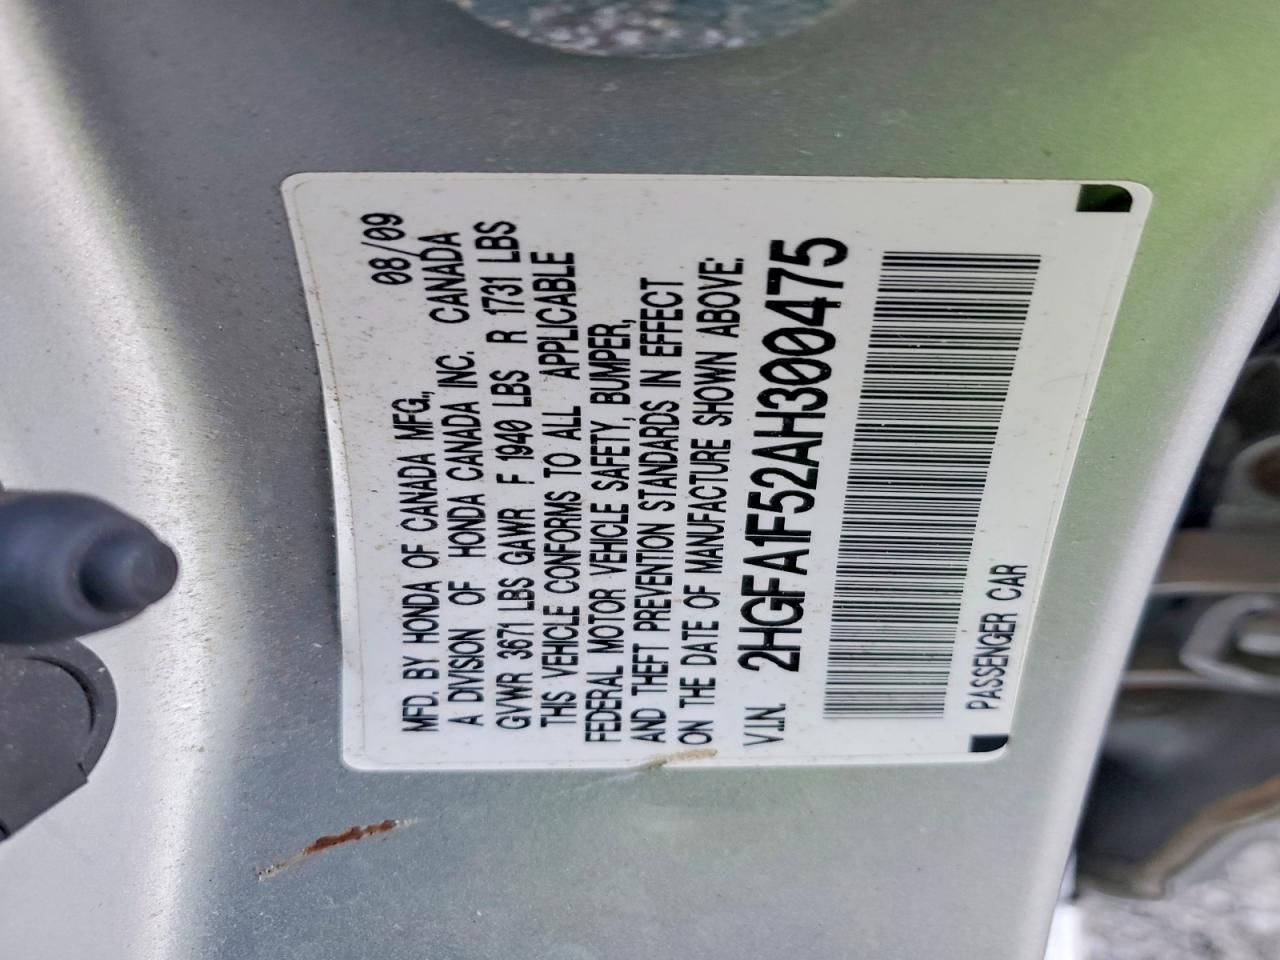 MFD. BY HONDA OF CANADA MFG., 08/09
A DIVISION OF HONDA CANADA INC. CANADA
GVWR 3671 LBS GAWR F 1940 LBS R 1731 LBS
THIS VEHICLE CONFORMS TO ALL APPLICABLE
FEDERAL MOTOR VEHICLE SAFETY, BUMPER,
AND THEFT PREVENTION STANDARDS IN EFFECT
ON THE DATE OF MANUFACTURE SHOWN ABOVE:
V.I.N. 2HGFA1F52AH300475
PASSENGER CAR